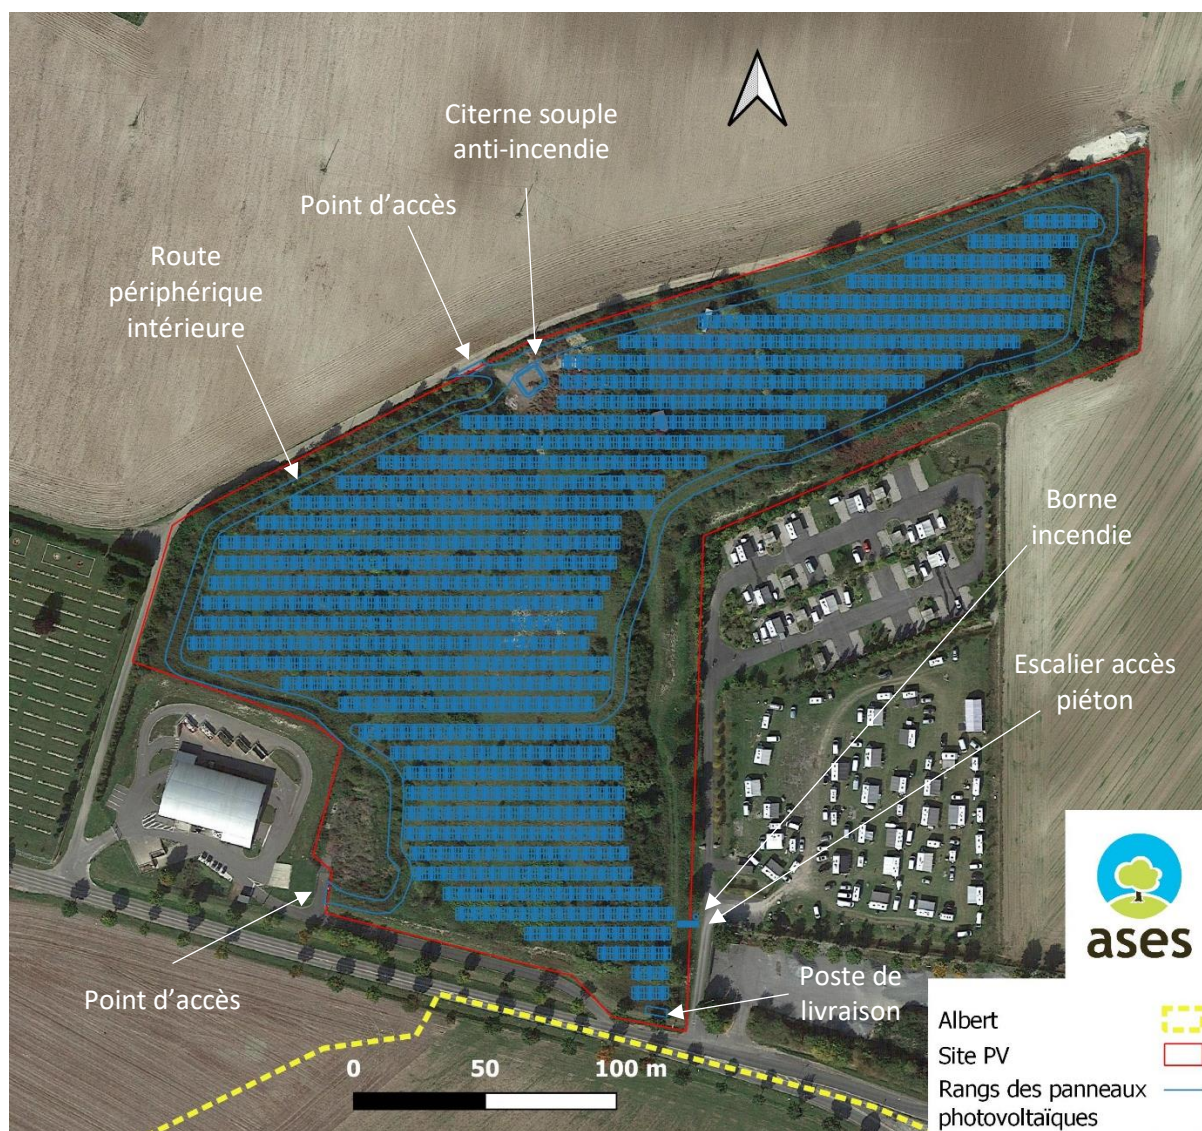 Citerne souple
anti-incendie
Point d’accès
Route
périphérique
intérieure
Borne
incendie
Escalier accès
piéton
Point d’accès
Poste de
livraison
0 50 100 m
ases
Albert
Site PV
Rangs des panneaux
photovoltaïques